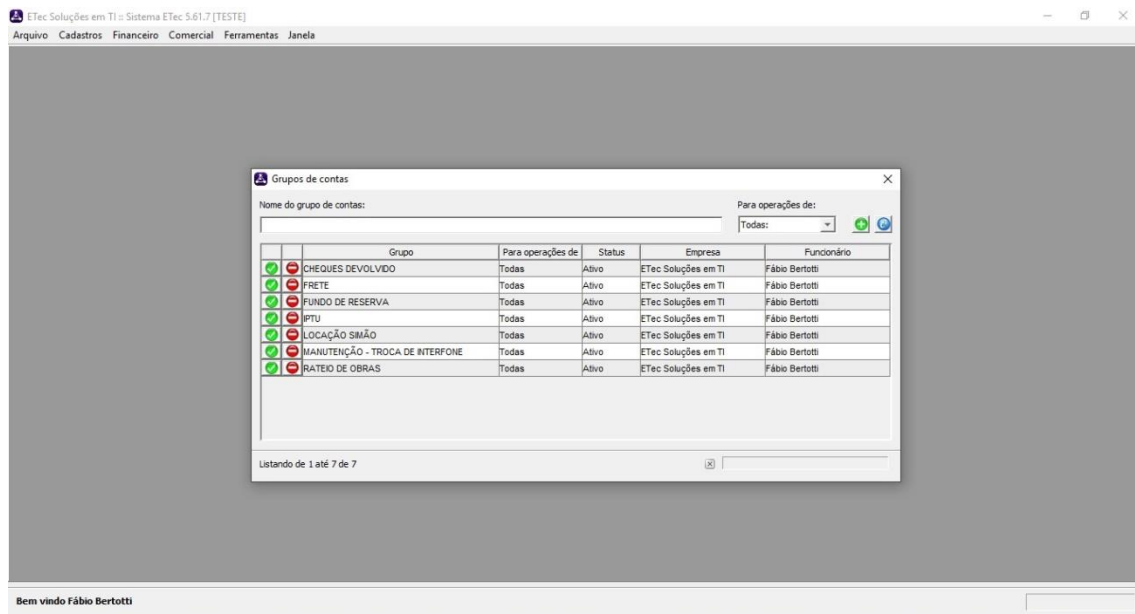 ETec Soluções em TI :: Sistema ETec 5.61.7 [TESTE]
Arquivo Cadastros Financeiro Comercial Ferramentas Janela
Grupos de contas
Nome do grupo de contas: Para operações de:
Todas:
Grupo Para operações de Status Empresa Funcionário
CHEQUES DEVOLVIDO Todas Ativo ETec Soluções em TI Fábio Bertotti
FRETE Todas Ativo ETec Soluções em TI Fábio Bertotti
FUNDO DE RESERVA Todas Ativo ETec Soluções em TI Fábio Bertotti
IPTU Todas Ativo ETec Soluções em TI Fábio Bertotti
LOCAÇÃO SIMÃO Todas Ativo ETec Soluções em TI Fábio Bertotti
MANUTENÇÃO - TROCA DE INTERFONE Todas Ativo ETec Soluções em TI Fábio Bertotti
RATEIO DE OBRAS Todas Ativo ETec Soluções em TI Fábio Bertotti
Listando de 1 até 7 de 7
Bem vindo Fábio Bertotti